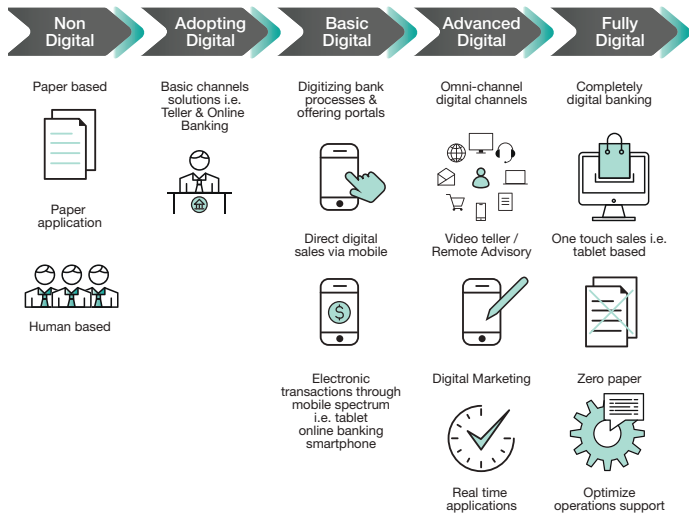 Non
Digital
Adopting
Digital
Basic
Digital
Advanced
Digital
Fully
Digital
Paper based
Paper
application
Human based
Basic channels
solutions i.e.
Teller & Online
Banking
Digitizing bank
processes &
offering portals
Direct digital
sales via mobile
$
Electronic
transactions through
mobile spectrum
i.e. tablet
online banking
smartphone
Omni-channel
digital channels
Video teller /
Remote Advisory
Digital Marketing
Real time
applications
Completely
digital banking
One touch sales i.e.
tablet based
Zero paper
Optimize
operations support